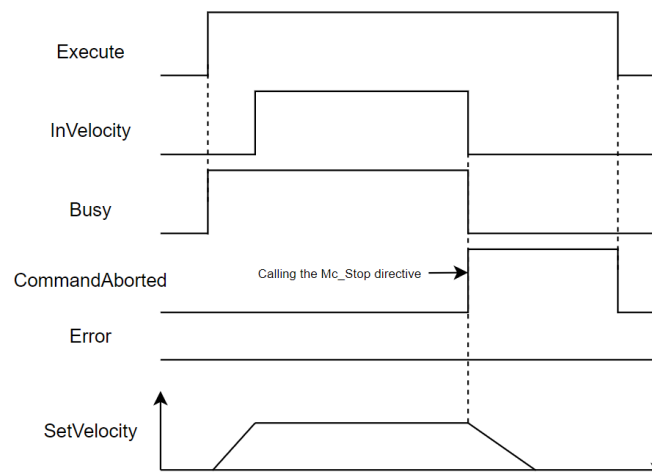 Execute
InVelocity
Busy
Calling the Mc_Stop directive
CommandAborted
Error
SetVelocity